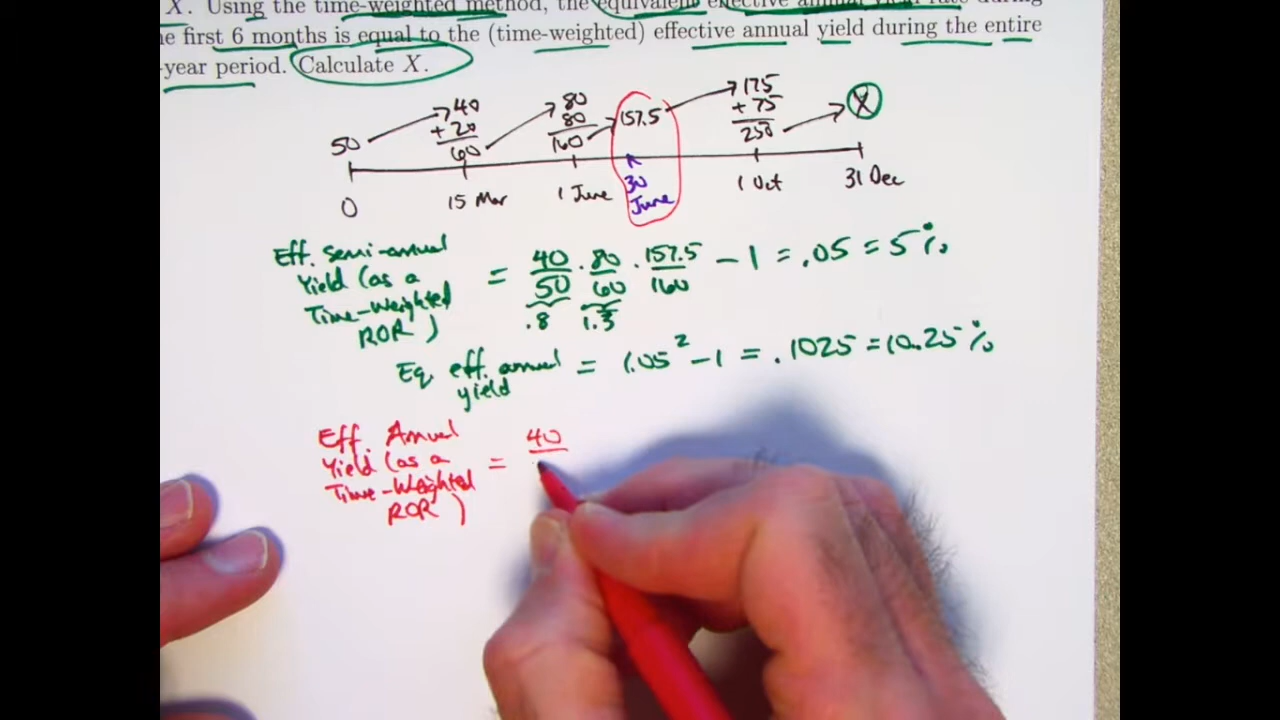 X. Using the time-weighted method, the equivalent effective annual yield rate during
he first 6 months is equal to the (time-weighted) effective annual yield during the entire
-year period. Calculate X.
50
40
+ 20
60
80
80
160
157.5
175
+ 75
250
X
0
15 Mar
1 June
30
June
1 Oct
31 Dec
Eff. Semi-annual
Yield (as a
Time-Weighted
ROR)
= 40/50 · 80/60 · 157.5/160 - 1 = .05 = 5%
.8 1.3
Eq. eff. annual
yield
= 1.05² - 1 = .1025 = 10.25%
Eff. Annual
Yield (as a
Time-Weighted
ROR)
= 40